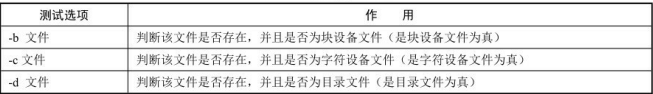 测试选项 作 用
-b 文件 判断该文件是否存在，并且是否为块设备文件（是块设备文件为真）
-c 文件 判断该文件是否存在，并且是否为字符设备文件（是字符设备文件为真）
-d 文件 判断该文件是否存在，并且是否为目录文件（是目录文件为真）